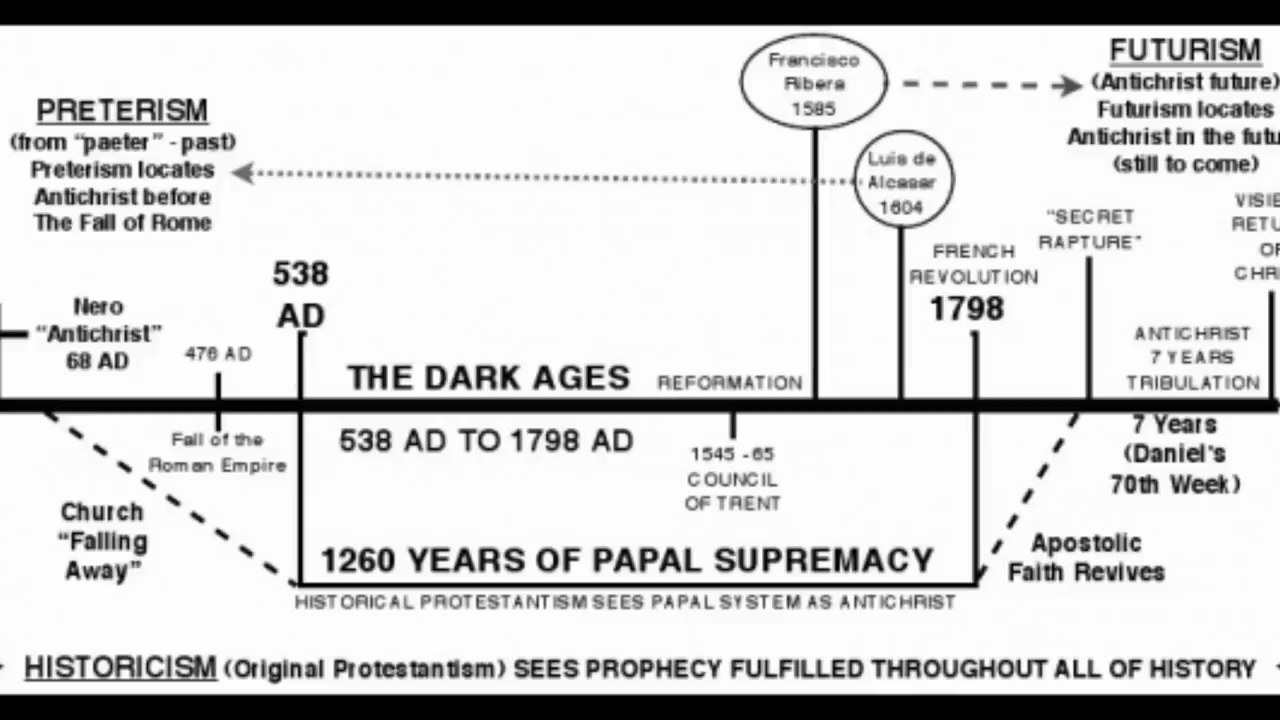 PRETERISM
(from “paeter” - past)
Preterism locates
Antichrist before
The Fall of Rome
Francisco
Ribera
1585
Luis de
Alcasar
1604
FUTURISM
(Antichrist future)
Futurism locates
Antichrist in the futu
(still to come)
Nero
“Antichrist”
68 AD
476 AD
Fall of the
Roman Empire
538
AD
THE DARK AGES
538 AD TO 1798 AD
REFORMATION
1545 -65
COUNCIL
OF TRENT
FRENCH
REVOLUTION
1798
“SECRET
RAPTURE”
VISIB
RETU
OF
CHRI
ANTICHRIST
7 YEARS
TRIBULATION
7 Years
(Daniel's
70th Week)
Church
“Falling
Away”
1260 YEARS OF PAPAL SUPREMACY
HISTORICAL PROTESTANTISM SEES PAPAL SYSTEM AS ANTICHRIST
Apostolic
Faith Revives
HISTORICISM (Original Protestantism) SEES PROPHECY FULFILLED THROUGHOUT ALL OF HISTORY